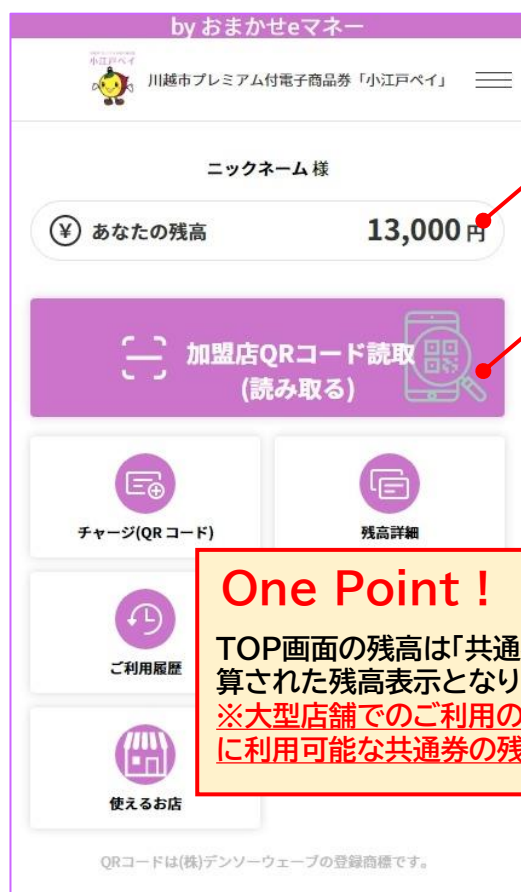 by おまかせeマネー
小江戸ペイ
川越市プレミアム付電子商品券「小江戸ペイ」
ニックネーム 様
あなたの残高 13,000 円
加盟店QRコード読取
(読み取る)
チャージ(QRコード)
残高詳細
One Point!
TOP画面の残高は「共通
算された残高表示となり
※大型店舗でのご利用の
に利用可能な共通券の残
ご利用履歴
使えるお店
QRコードは(株)デンソーウェーブの登録商標です。